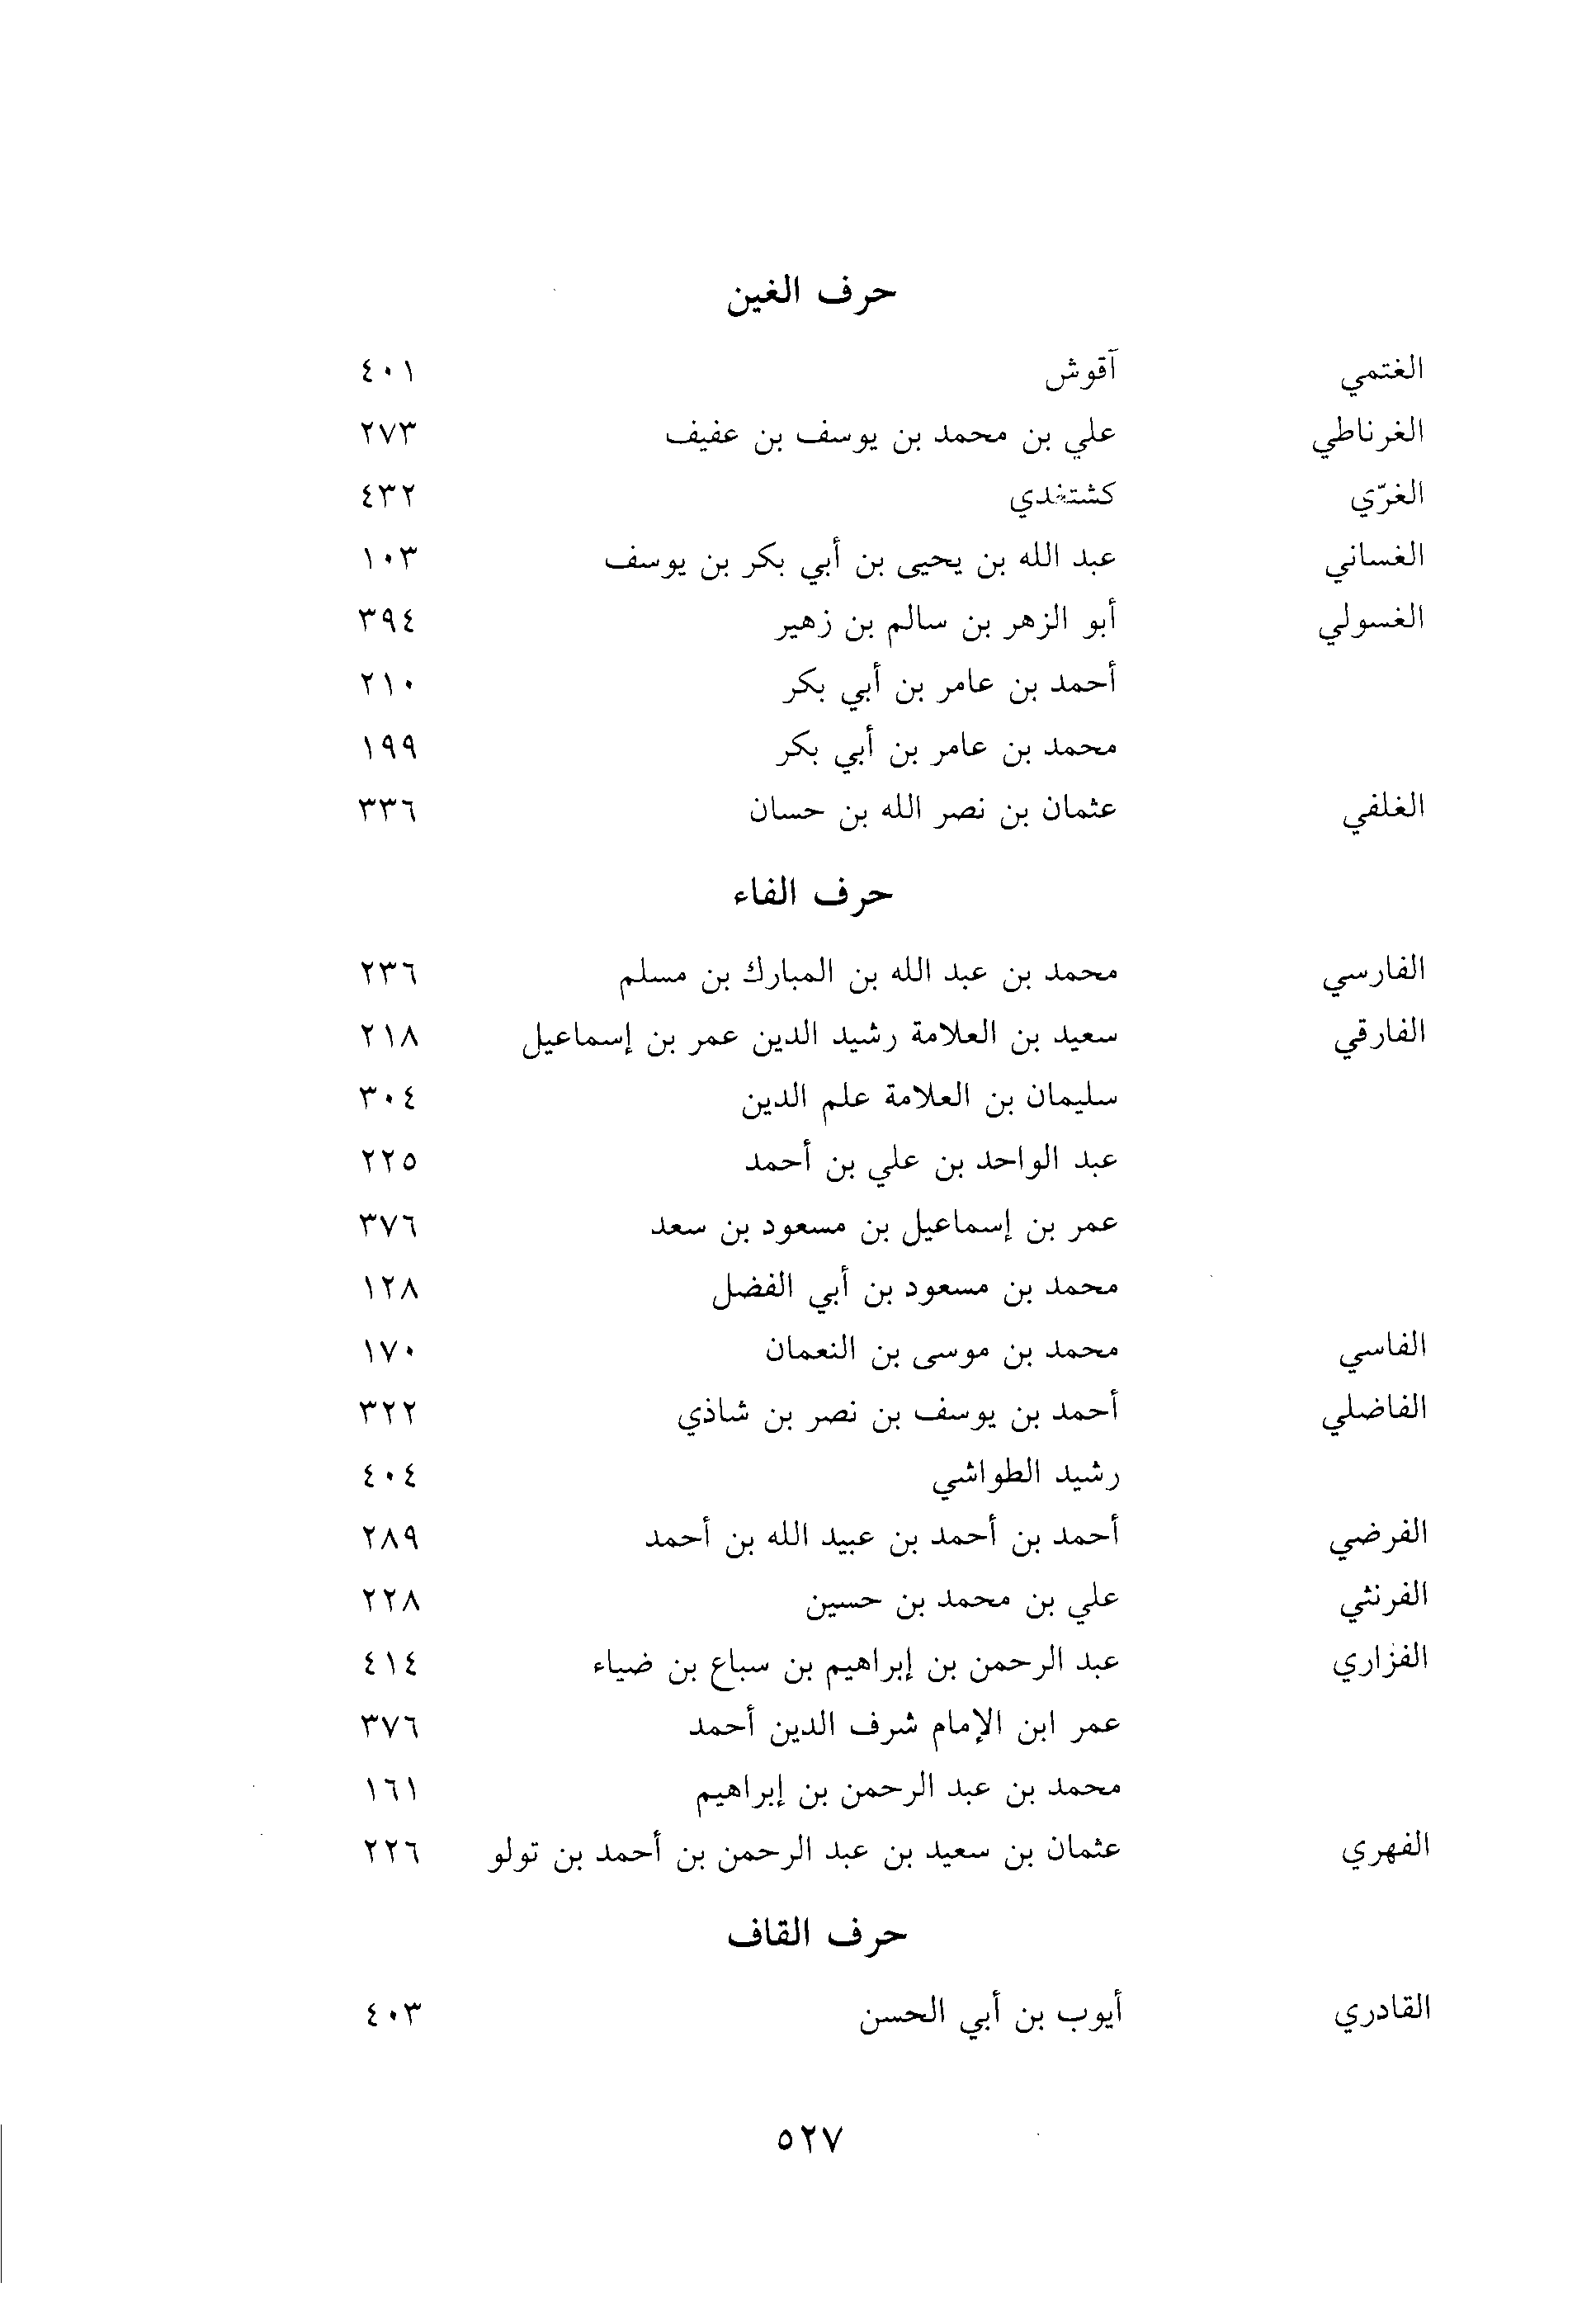 حرف الغين
الغتمي آقوش ٤٠١
الغرناطي علي بن محمد بن يوسف بن عفيف ٢٧٣
الغرّي كشتغدي ٤٣٢
الغساني عبد الله بن يحيى بن أبي بكر بن يوسف ١٠٣
الغسولي أبو الزهر بن سالم بن زهير ٣٩٤
أحمد بن عامر بن أبي بكر ٢١٠
محمد بن عامر بن أبي بكر ١٩٩
الغلفي عثمان بن نصر الله بن حسان ٣٣٦
حرف الفاء
الفارسي محمد بن عبد الله بن المبارك بن مسلم ٢٣٦
الفارقي سعيد بن العلامة رشيد الدين عمر بن إسماعيل ٢١٨
سليمان بن العلامة علم الدين ٣٠٤
عبد الواحد بن علي بن أحمد ٢٢٥
عمر بن إسماعيل بن مسعود بن سعد ٣٧٦
محمد بن مسعود بن أبي الفضل ١٢٨
الفاسي محمد بن موسى بن النعمان ١٧٠
الفاضلي أحمد بن يوسف بن نصر بن شاذي ٣٢٢
رشيد الطواشي ٤٠٤
الفرضي أحمد بن أحمد بن عبيد الله بن أحمد ٢٨٩
الفرنثي علي بن محمد بن حسين ٢٢٨
الفزاري عبد الرحمن بن إبراهيم بن سباع بن ضياء ٤١٤
عمر ابن الإمام شرف الدين أحمد ٣٧٦
محمد بن عبد الرحمن بن إبراهيم ١٦١
الفهري عثمان بن سعيد بن عبد الرحمن بن أحمد بن تولو ٢٢٦
حرف القاف
القادري أيوب بن أبي الحسن ٤٠٣
٥٢٧